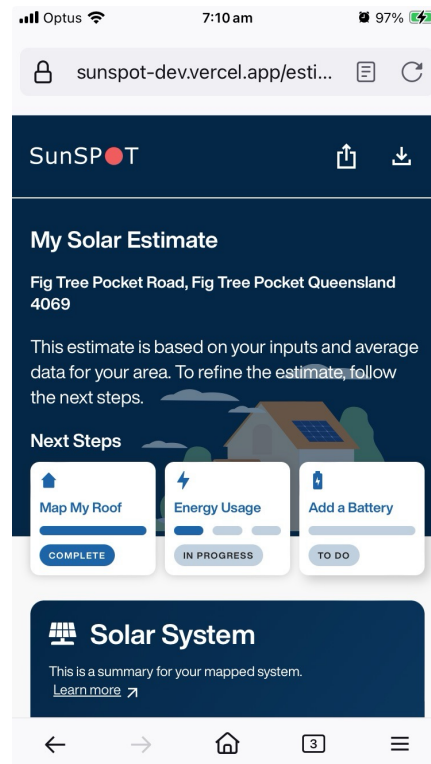 Optus 7:10 am 97%
sunspot-dev.vercel.app/esti...
SunSPOT
My Solar Estimate
Fig Tree Pocket Road, Fig Tree Pocket Queensland
4069
This estimate is based on your inputs and average
data for your area. To refine the estimate, follow
the next steps.
Next Steps
Map My Roof
COMPLETE
Energy Usage
IN PROGRESS
Add a Battery
TO DO
Solar System
This is a summary for your mapped system.
Learn more
3